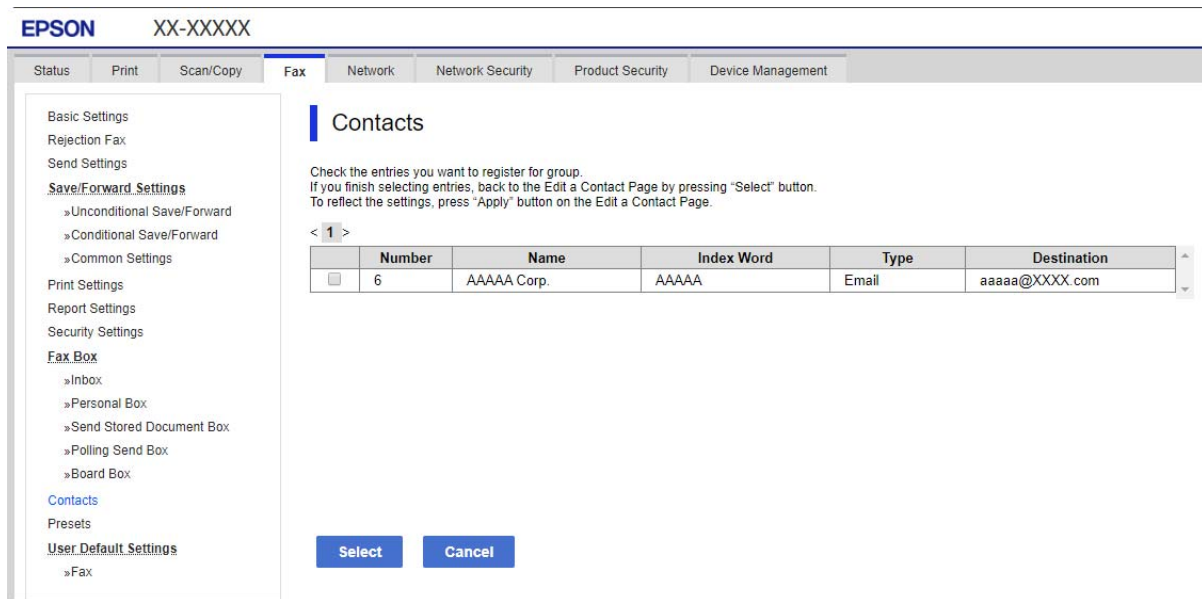 EPSON XX-XXXXX
Status Print Scan/Copy Fax Network Network Security Product Security Device Management
Basic Settings
Rejection Fax
Send Settings
Save/Forward Settings
»Unconditional Save/Forward
»Conditional Save/Forward
»Common Settings
Print Settings
Report Settings
Security Settings
Fax Box
»Inbox
»Personal Box
»Send Stored Document Box
»Polling Send Box
»Board Box
Contacts
Presets
User Default Settings
»Fax
Contacts
Check the entries you want to register for group.
If you finish selecting entries, back to the Edit a Contact Page by pressing “Select” button.
To reflect the settings, press “Apply” button on the Edit a Contact Page.
< 1 >
Number Name Index Word Type Destination
6 AAAAA Corp. AAAAA Email aaaaa@XXXX.com
Select Cancel